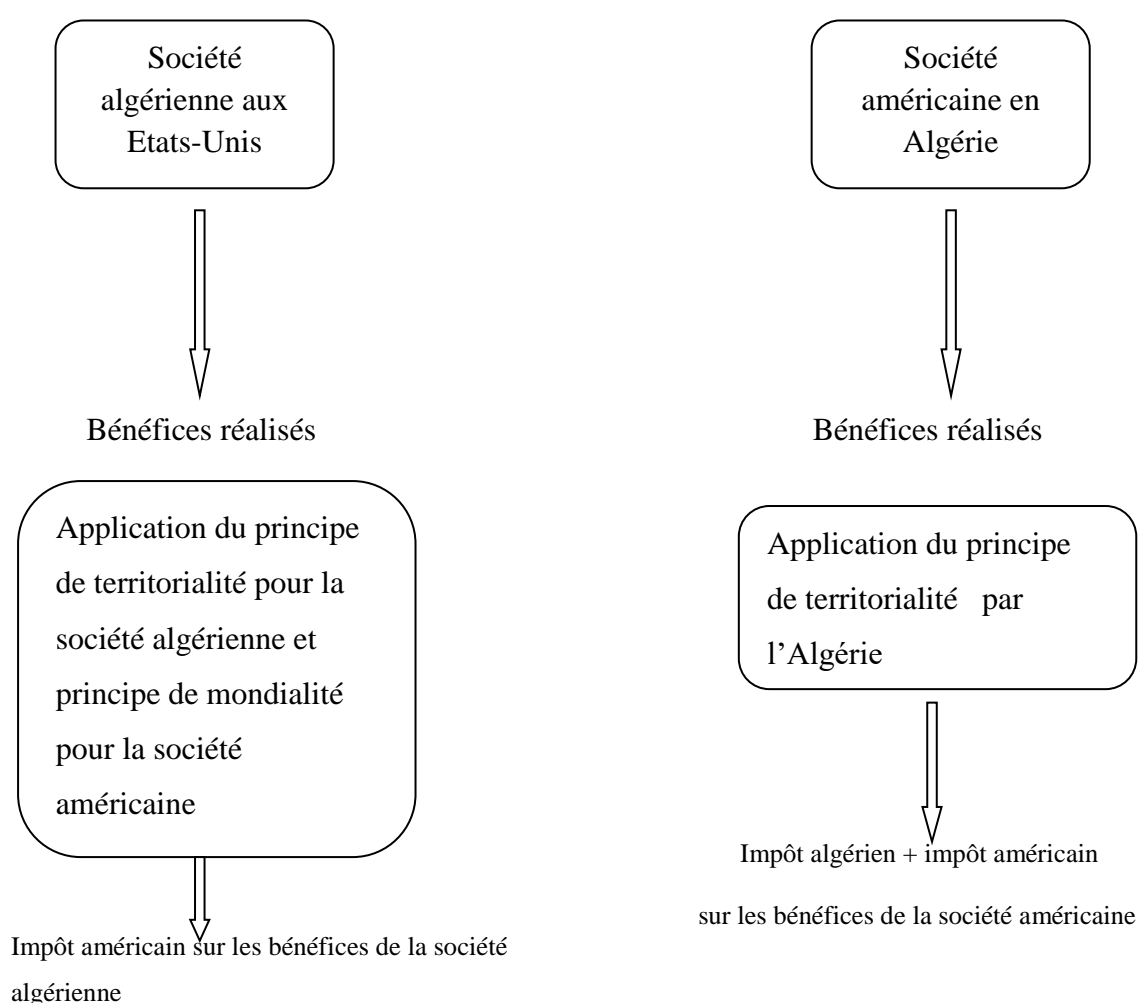 Société
algérienne aux
Etats-Unis
Bénéfices réalisés
Application du principe
de territorialité pour la
société algérienne et
principe de mondialité
pour la société
américaine
Impôt américain sur les bénéfices de la société
algérienne
Société
américaine en
Algérie
Bénéfices réalisés
Application du principe
de territorialité par
l’Algérie
Impôt algérien + impôt américain
sur les bénéfices de la société américaine